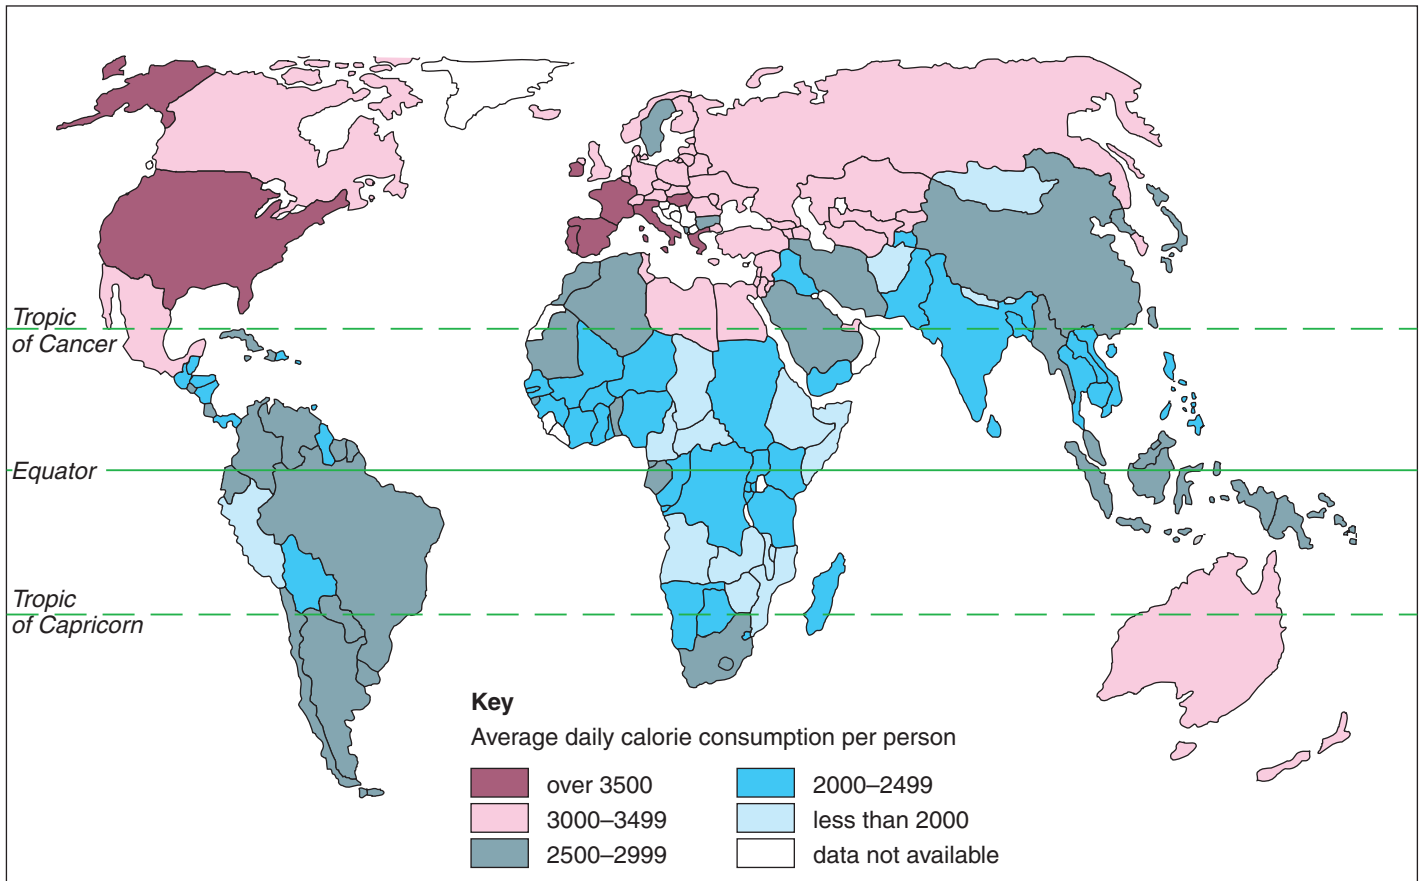 Tropic
of Cancer
Equator
Tropic
of Capricorn
Key
Average daily calorie consumption per person
over 3500
3000–3499
2500–2999
2000–2499
less than 2000
data not available